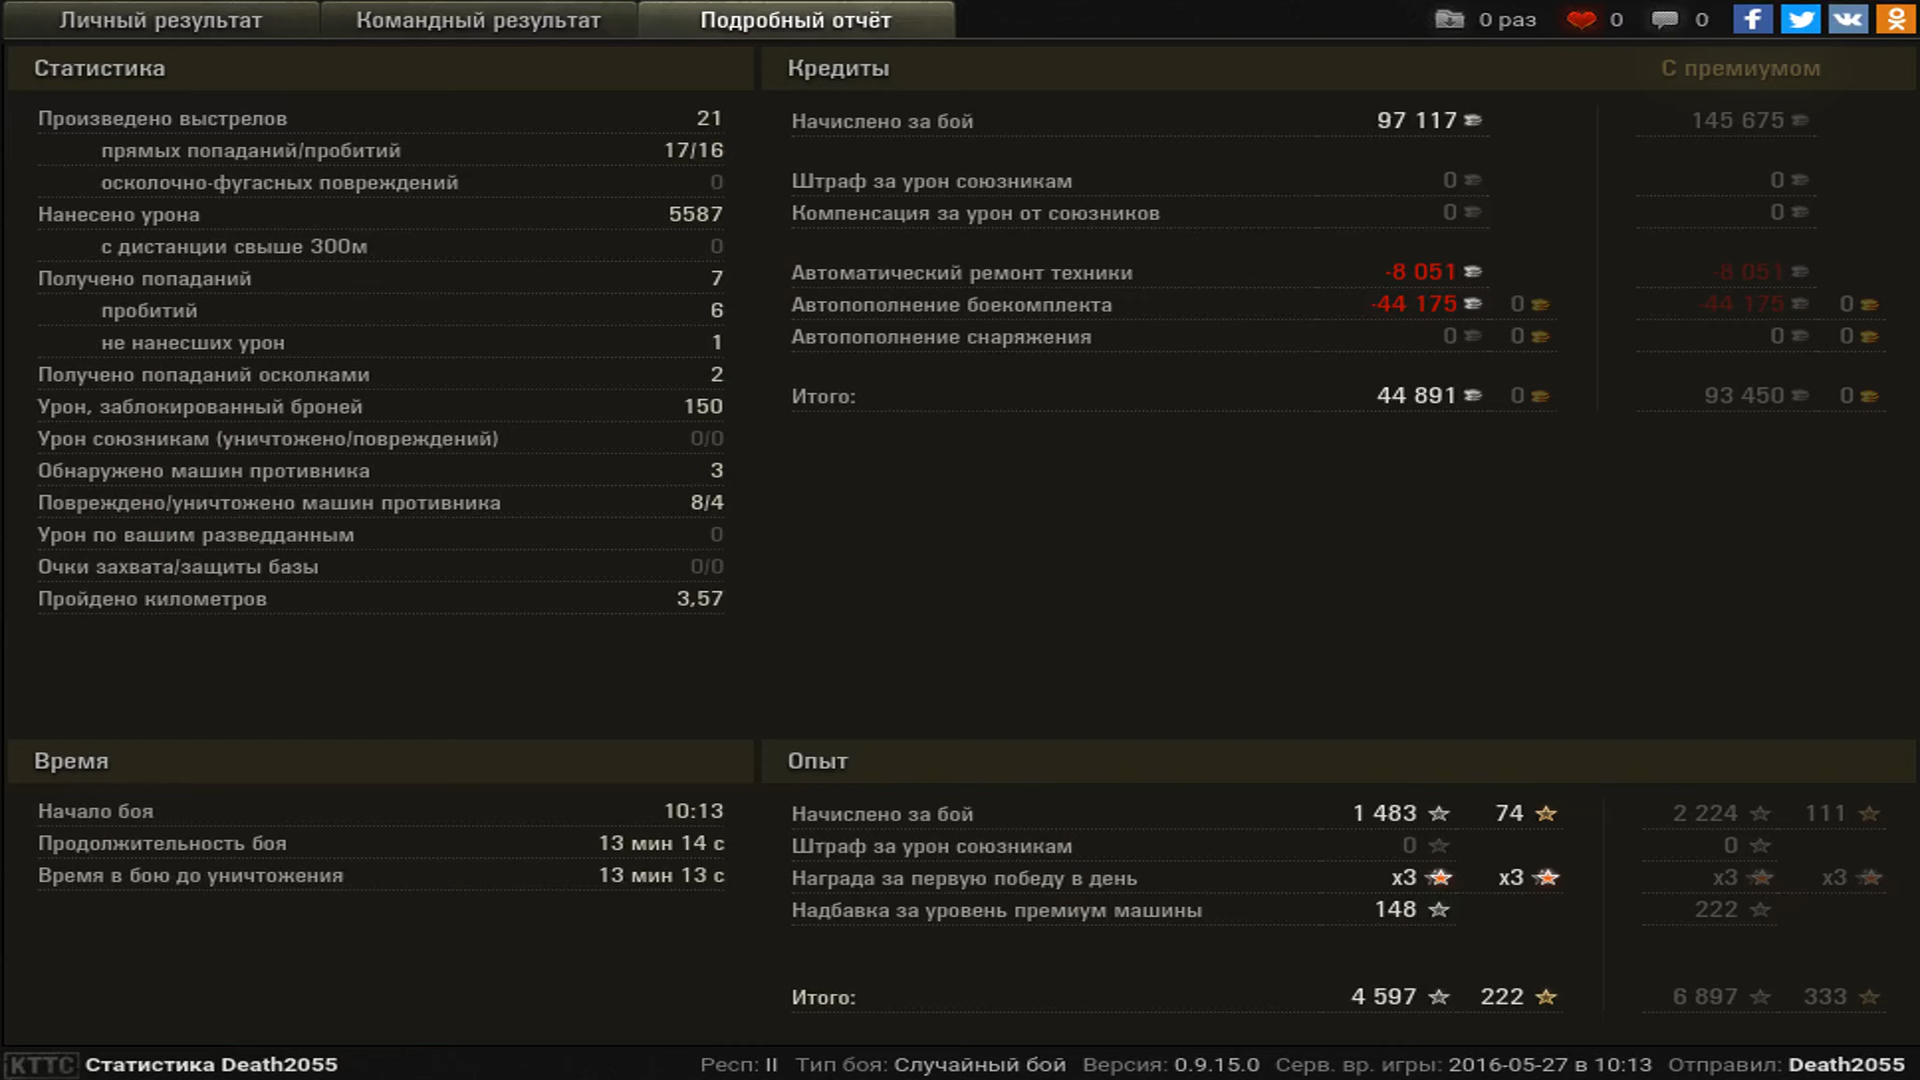 Личный результат Командный результат Подробный отчёт 0 раз 0 0
Статистика
Произведено выстрелов 21
прямых попаданий/пробитий 17/16
осколочно-фугасных повреждений 0
Нанесено урона 5587
с дистанции свыше 300м 0
Получено попаданий 7
пробитий 6
не нанесших урон 1
Получено попаданий осколками 2
Урон, заблокированный броней 150
Урон союзникам (уничтожено/повреждений) 0/0
Обнаружено машин противника 3
Повреждено/уничтожено машин противника 8/4
Урон по вашим разведданным 0
Очки захвата/защиты базы 0/0
Пройдено километров 3,57
Кредиты С премиумом
Начислено за бой 97 117 145 675
Штраф за урон союзникам 0 0
Компенсация за урон от союзников 0 0
Автоматический ремонт техники -8 051 -8 051
Автопополнение боекомплекта -44 175 0 -44 175 0
Автопополнение снаряжения 0 0 0 0
Итого: 44 891 0 93 450 0
Время
Начало боя 10:13
Продолжительность боя 13 мин 14 с
Время в бою до уничтожения 13 мин 13 с
Опыт
Начислено за бой 1 483 74 2 224 111
Штраф за урон союзникам 0 0
Награда за первую победу в день x3 x3 x3 x3
Надбавка за уровень премиум машины 148 222
Итого: 4 597 222 6 897 333
KTTC Статистика Death2055 Респ: II Тип боя: Случайный бой Версия: 0.9.15.0 Серв. вр. игры: 2016-05-27 в 10:13 Отправил: Death2055